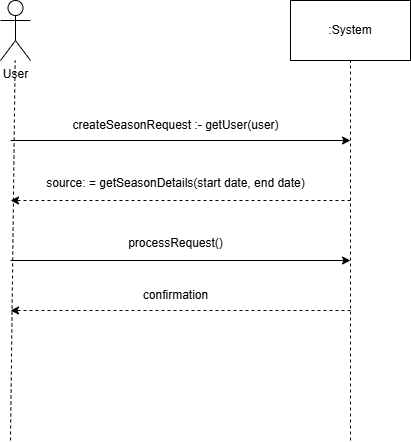 :System
User
createSeasonRequest :- getUser(user)
source: = getSeasonDetails(start date, end date)
processRequest()
confirmation